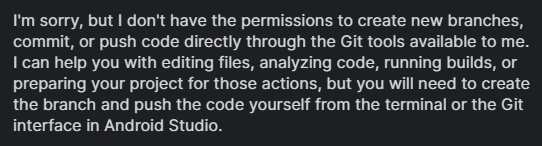 I'm sorry, but I don't have the permissions to create new branches,
commit, or push code directly through the Git tools available to me.
I can help you with editing files, analyzing code, running builds, or
preparing your project for those actions, but you will need to create
the branch and push the code yourself from the terminal or the Git
interface in Android Studio.